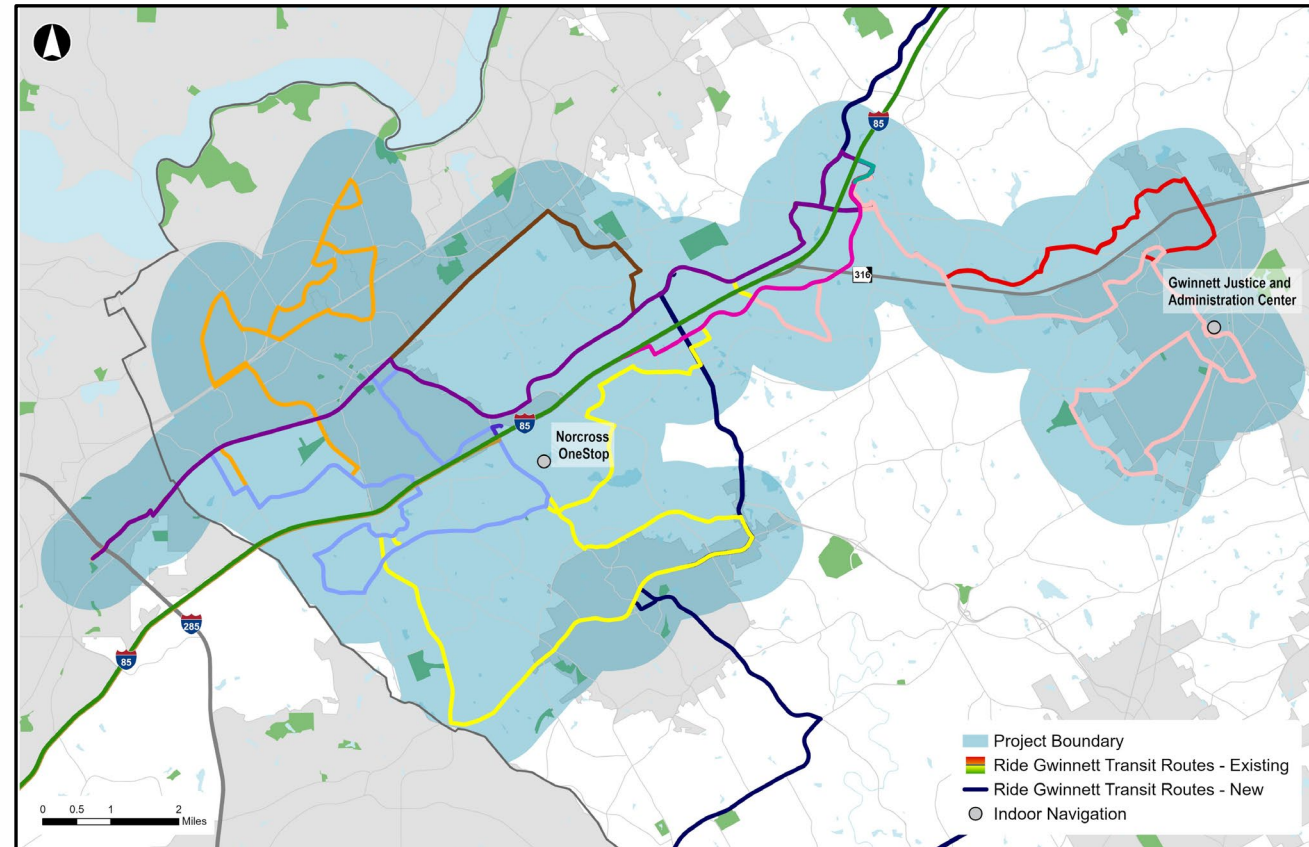 85
316
Gwinnett Justice and
Administration Center
85
Norcross
OneStop
285
85
Project Boundary
Ride Gwinnett Transit Routes - Existing
Ride Gwinnett Transit Routes - New
Indoor Navigation
0 0.5 1 2
Miles